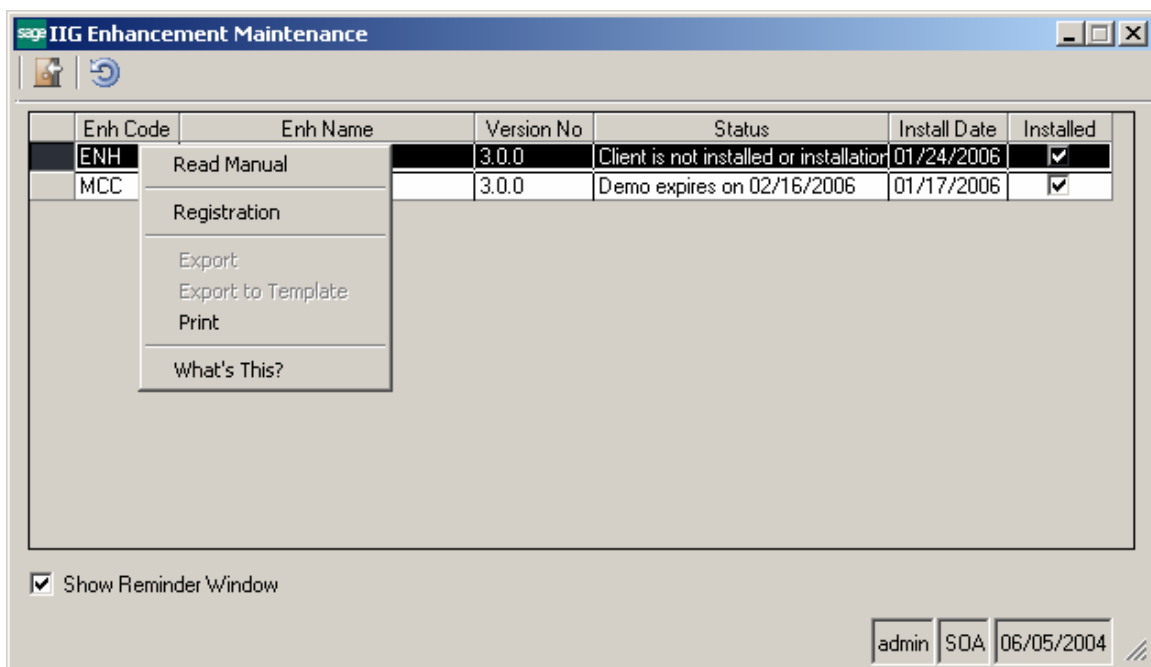 sage IIG Enhancement Maintenance
Enh Code Enh Name Version No Status Install Date Installed
ENH 3.0.0 Client is not installed or installation 01/24/2006
MCC 3.0.0 Demo expires on 02/16/2006 01/17/2006
Read Manual
Registration
Export
Export to Template
Print
What's This?
Show Reminder Window
admin SOA 06/05/2004